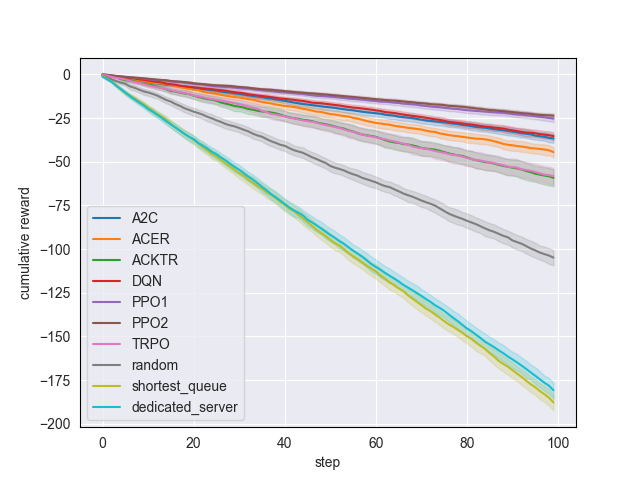 0
−25
−50
−75
−100
−125
−150
−175
−200
cumulative reward
A2C
ACER
ACKTR
DQN
PPO1
PPO2
TRPO
random
shortest_queue
dedicated_server
0 20 40 60 80 100
step